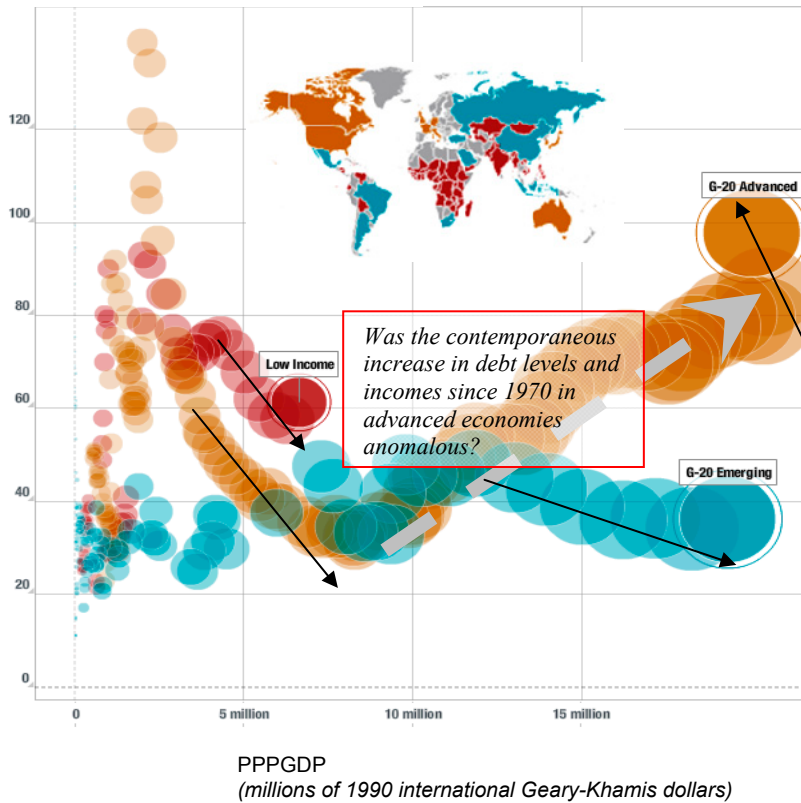 120
100
80
60
40
20
0
G-20 Advanced
Was the contemporaneous
increase in debt levels and
incomes since 1970 in
advanced economies
anomalous?
Low Income
G-20 Emerging
0
5 million
10 million
15 million
PPPGDP
(millions of 1990 international Geary-Khamis dollars)